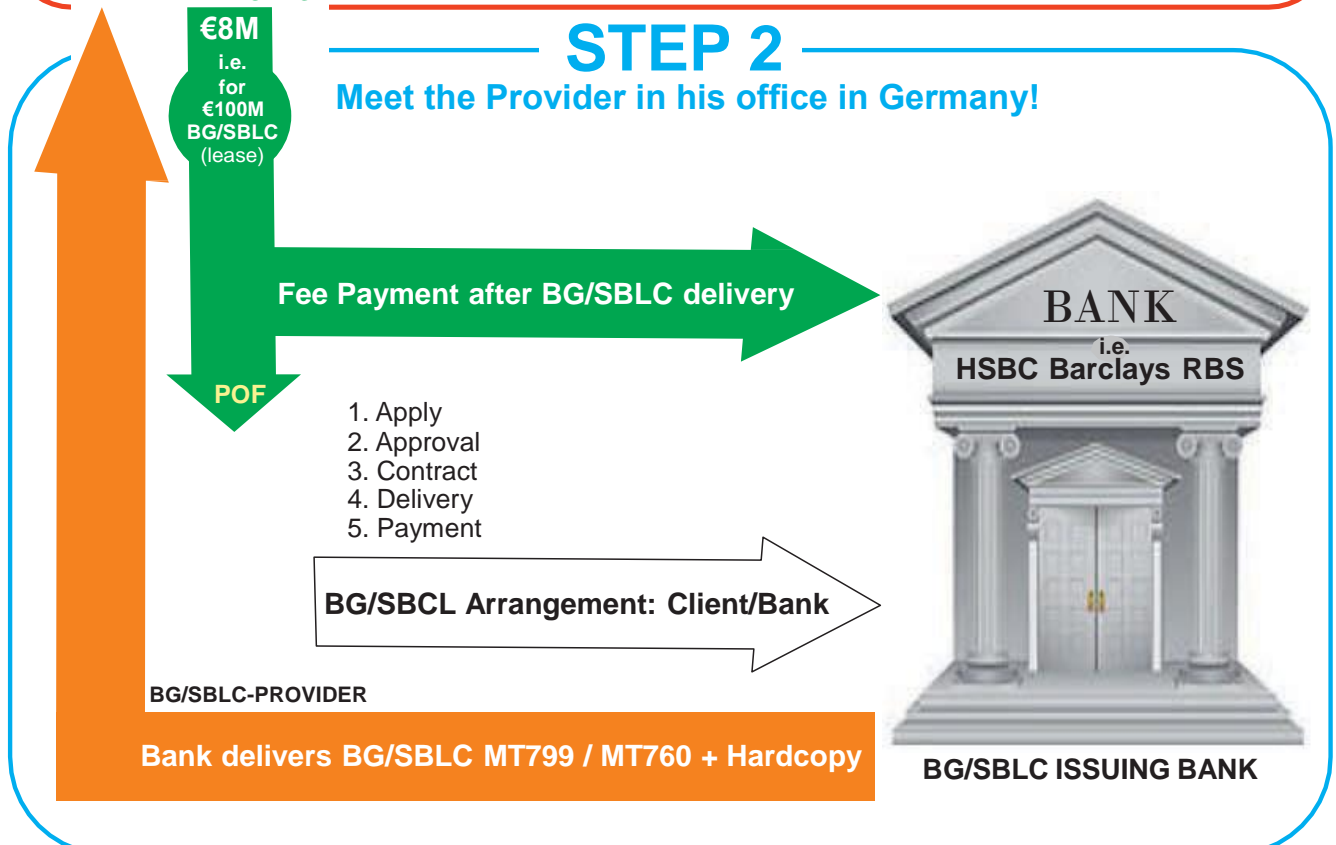 €8M
i.e.
for
€100M
BG/SBLC
(lease)
STEP 2
Meet the Provider in his office in Germany!
Fee Payment after BG/SBLC delivery
POF
BANK
i.e.
HSBC Barclays RBS
1. Apply
2. Approval
3. Contract
4. Delivery
5. Payment
BG/SBCL Arrangement: Client/Bank
BG/SBLC-PROVIDER
Bank delivers BG/SBLC MT799 / MT760 + Hardcopy
BG/SBLC ISSUING BANK